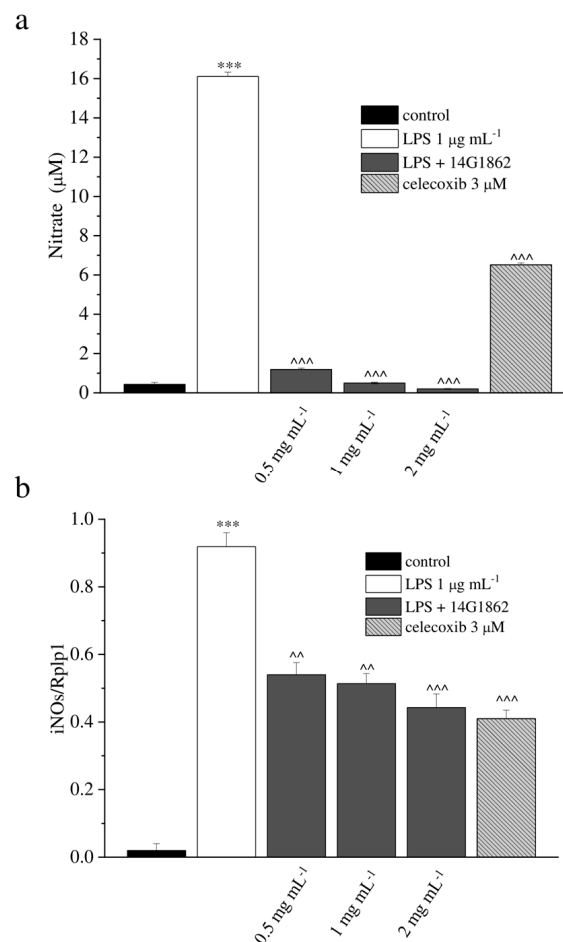 a
18
16
14
12
10
8
6
4
2
0
Nitrate (μM)
***
^^^
^^^
^^^
^^^
control
LPS 1 μg mL⁻¹
LPS + 14G1862
celecoxib 3 μM
0.5 mg mL⁻¹
1 mg mL⁻¹
2 mg mL⁻¹
b
1.0
0.8
0.6
0.4
0.2
0.0
iNOs/Rplp1
***
^^
^^
^^^
^^^
control
LPS 1 μg mL⁻¹
LPS + 14G1862
celecoxib 3 μM
0.5 mg mL⁻¹
1 mg mL⁻¹
2 mg mL⁻¹